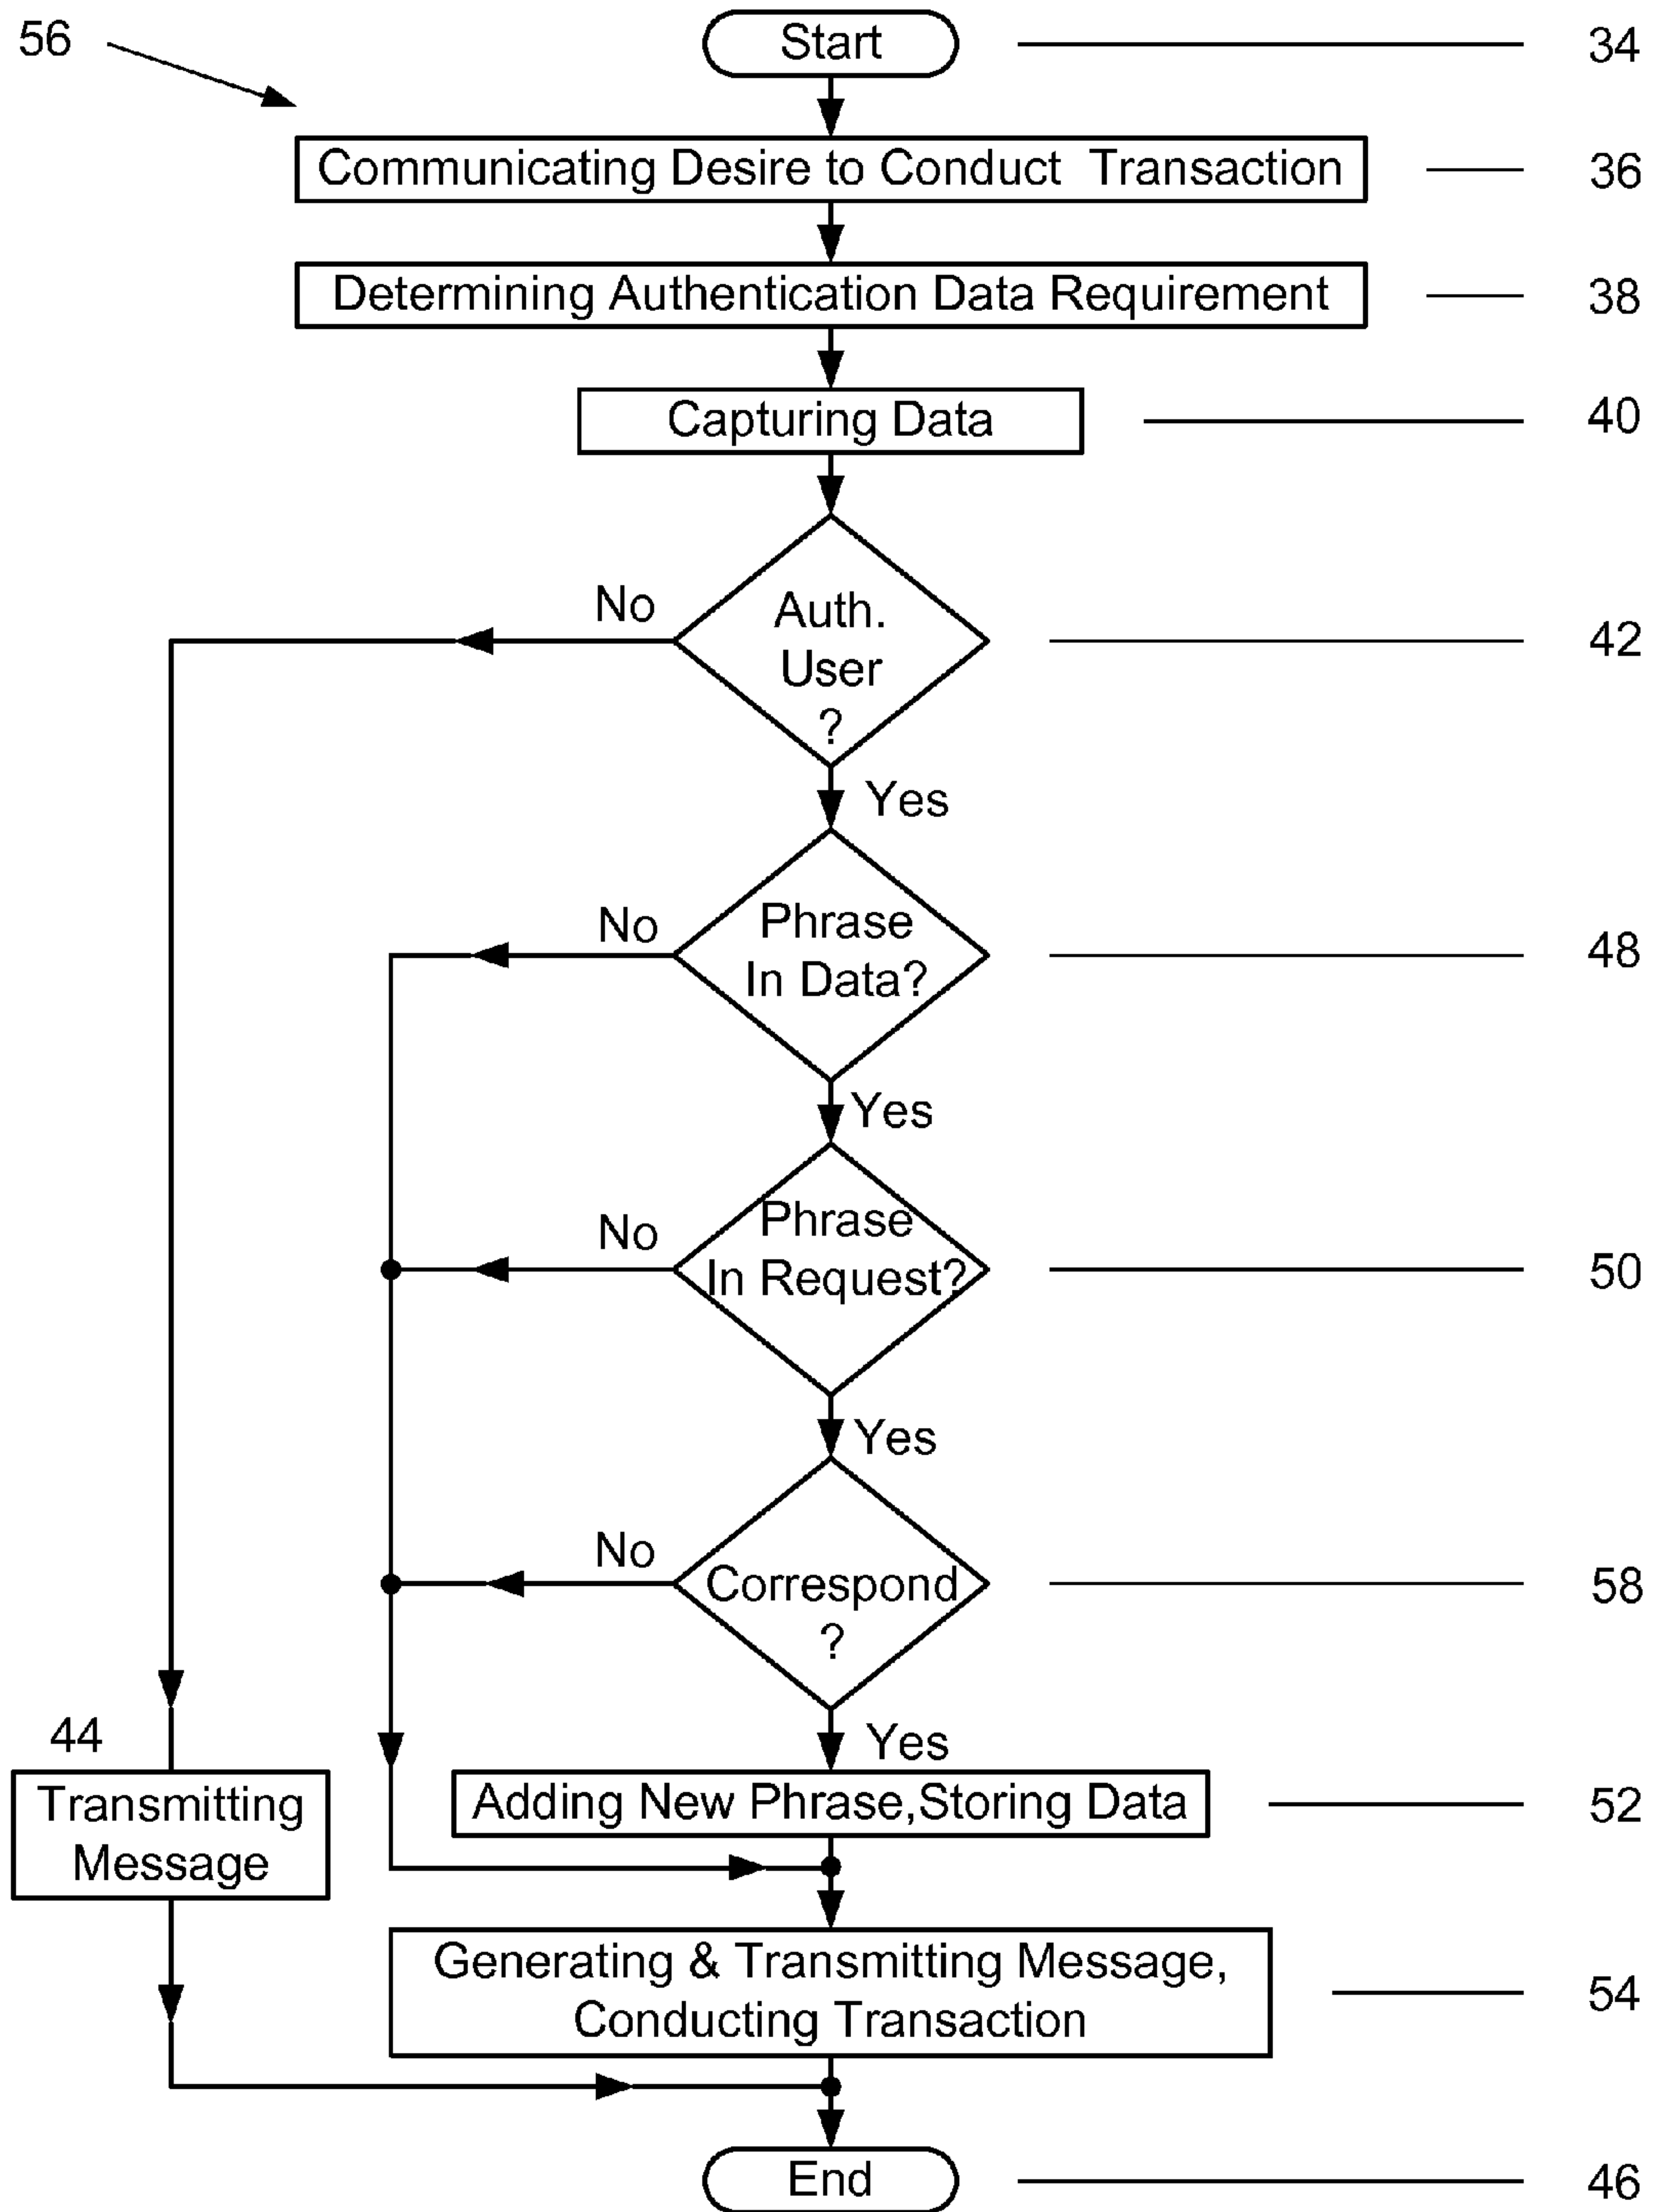 56
Start
34
Communicating Desire to Conduct Transaction
36
Determining Authentication Data Requirement
38
Capturing Data
40
No
Auth.
User
?
42
Yes
No
Phrase
In Data?
48
Yes
No
Phrase
In Request?
50
Yes
No
Correspond
?
58
Yes
44
Transmitting
Message
Adding New Phrase,Storing Data
52
Generating & Transmitting Message,
Conducting Transaction
54
End
46